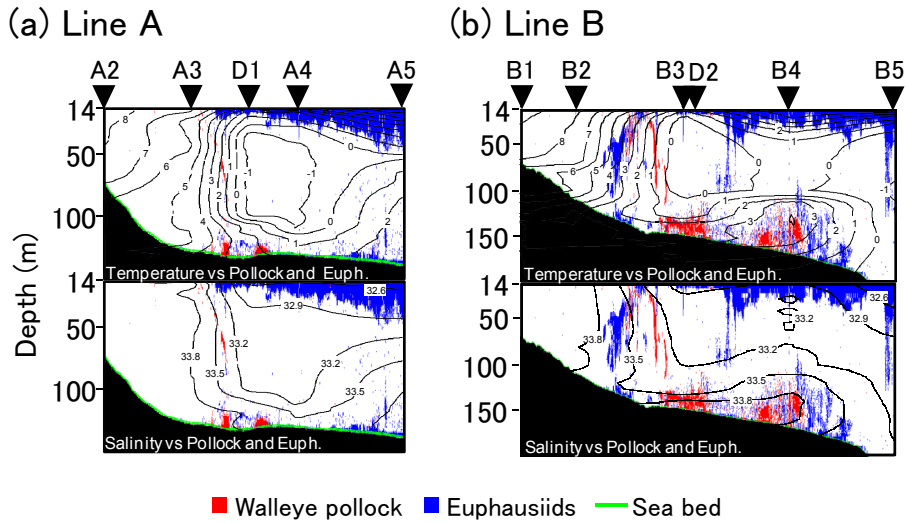 (a) Line A
(b) Line B
A2 A3 D1 A4 A5
B1 B2 B3 D2 B4 B5
Depth (m)
14
50
100
8 7 6 5 4 3 2 1 0 -1 -1 0 0 1 2 2
Temperature vs Pollock and Euph.
14
50
100
32.6
32.9
33.8 33.2 33.2
33.5 33.5
Salinity vs Pollock and Euph.
14
50
100
150
8 7 6 5 4 3 2 1 0 0 0 0 1 2 -1 1 2 3 3 0
Temperature vs Pollock and Euph.
14
50
100
150
32.6
33.2 32.9
33.8 33.5 33.2
33.5
33.8
Salinity vs Pollock and Euph.
Walleye pollock Euphausiids Sea bed